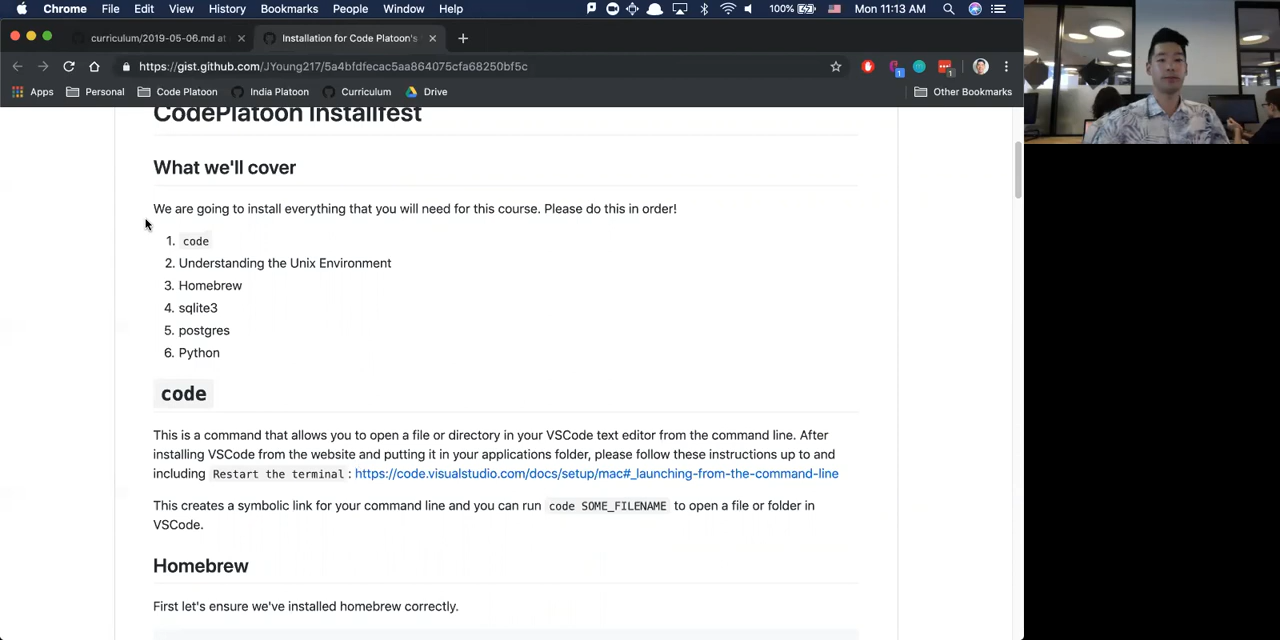 Chrome File Edit View History Bookmarks People Window Help 100% Mon 11:13 AM
curriculum/2019-05-06.md at
Installation for Code Platoon's
https://gist.github.com/JYoung217/5a4bfdfecac5aa864075cfa68250bf5c
1
1
Apps Personal Code Platoon India Platoon Curriculum Drive Other Bookmarks
CodePlatoon Installfest
What we'll cover
We are going to install everything that you will need for this course. Please do this in order!
1. code
2. Understanding the Unix Environment
3. Homebrew
4. sqlite3
5. postgres
6. Python
code
This is a command that allows you to open a file or directory in your VSCode text editor from the command line. After
installing VSCode from the website and putting it in your applications folder, please follow these instructions up to and
including Restart the terminal : https://code.visualstudio.com/docs/setup/mac#_launching-from-the-command-line
This creates a symbolic link for your command line and you can run code SOME_FILENAME to open a file or folder in
VSCode.
Homebrew
First let's ensure we've installed homebrew correctly.